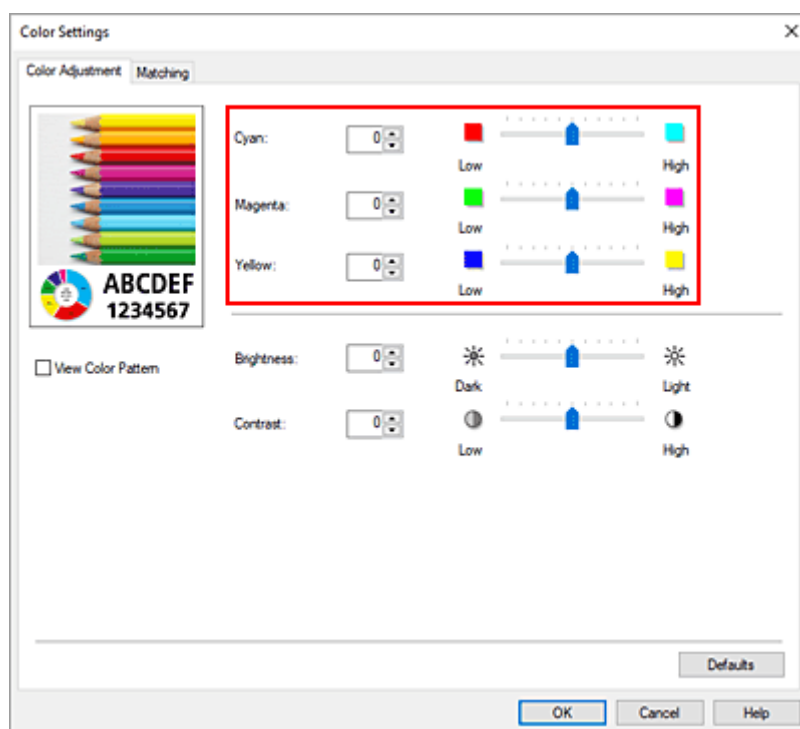 Color Settings
Color Adjustment Matching
Cyan: 0
Low High
Magenta: 0
Low High
Yellow: 0
Low High
ABCDEF
1234567
View Color Pattern
Brightness: 0
Dark Light
Contrast: 0
Low High
Defaults
OK Cancel Help